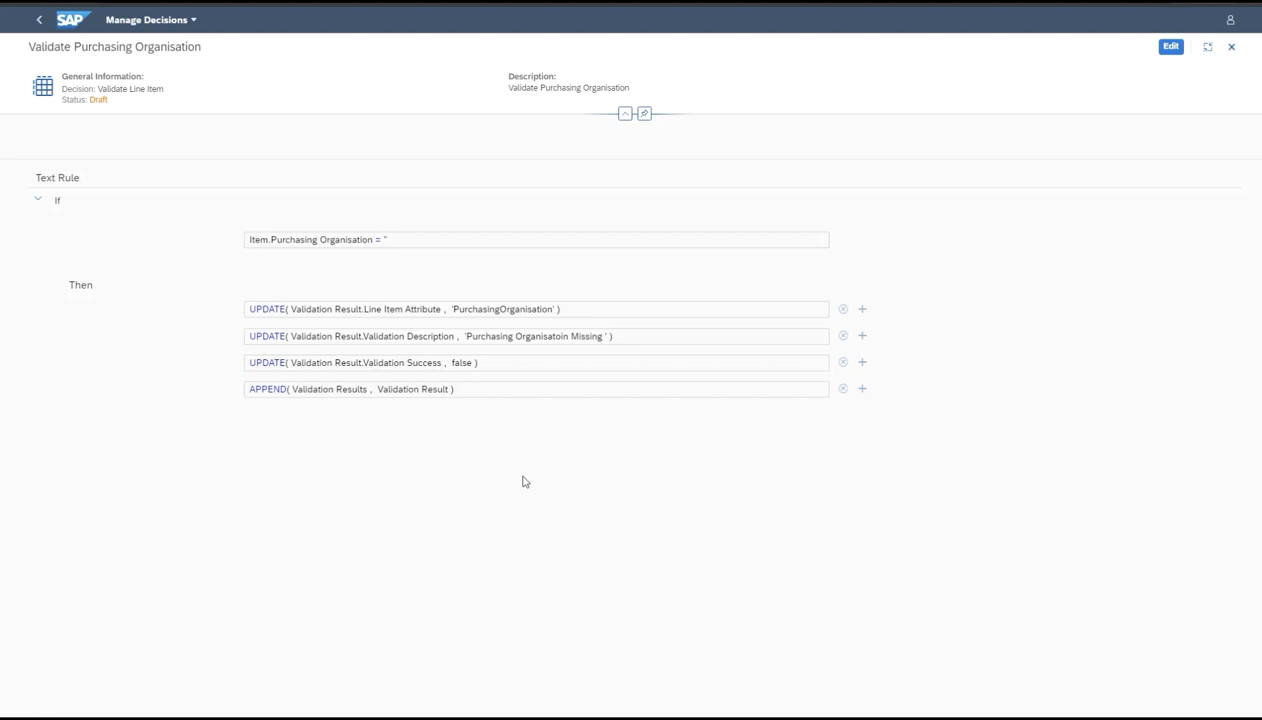 SAP Manage Decisions
Validate Purchasing Organisation
Edit
General Information:
Decision: Validate Line Item
Status: Draft
Description:
Validate Purchasing Organisation
Text Rule
If
Item.Purchasing Organisation = ''
Then
UPDATE( Validation Result.Line Item Attribute , 'PurchasingOrganisation' )
UPDATE( Validation Result.Validation Description , 'Purchasing Organisatoin Missing ' )
UPDATE( Validation Result.Validation Success , false )
APPEND( Validation Results , Validation Result )